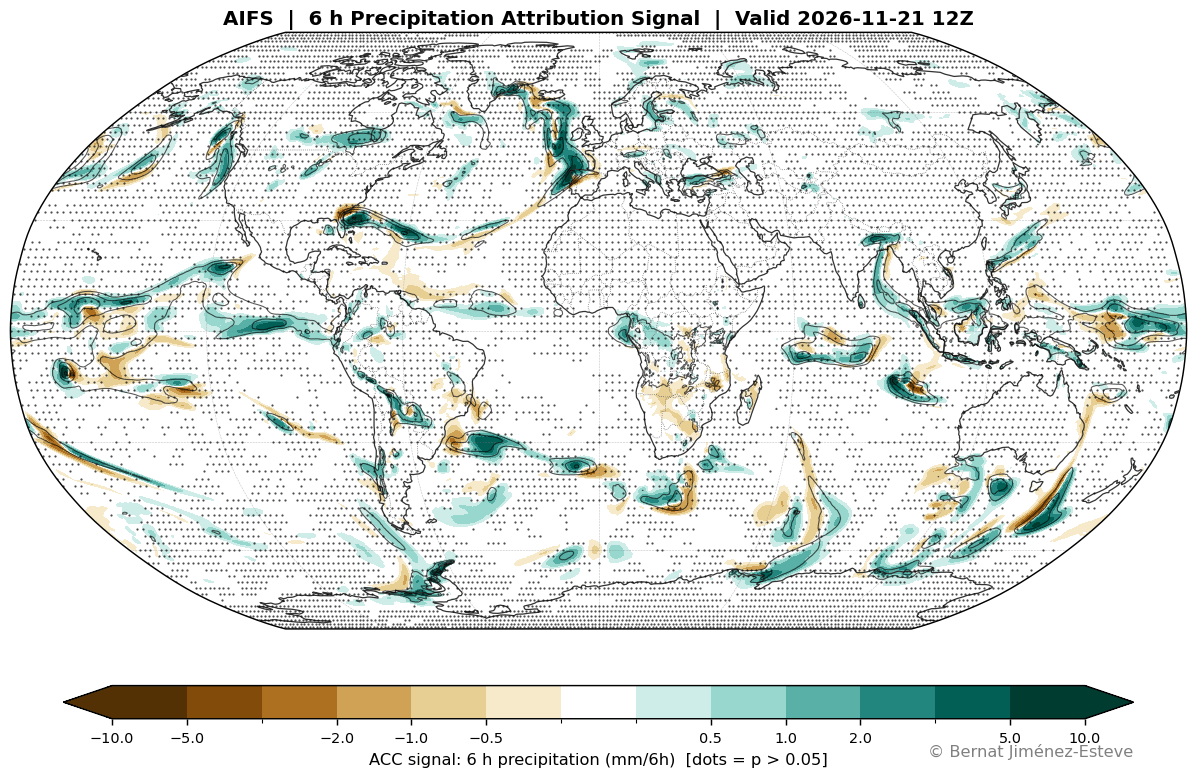 AIFS | 6 h Precipitation Attribution Signal | Valid 2026-11-21 12Z
−10.0 −5.0 −2.0 −1.0 −0.5 0.5 1.0 2.0 5.0 10.0
ACC signal: 6 h precipitation (mm/6h) [dots = p > 0.05]
© Bernat Jiménez-Esteve